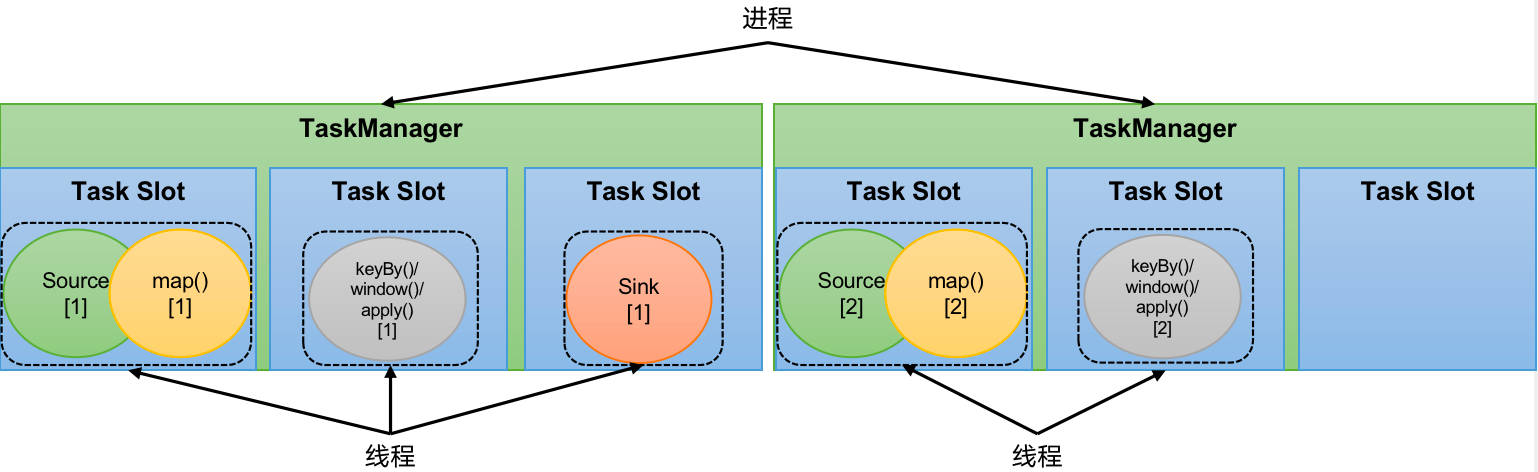 进程
TaskManager
Task Slot
Source
[1]
map()
[1]
Task Slot
keyBy()/
window()/
apply()
[1]
Task Slot
Sink
[1]
线程
TaskManager
Task Slot
Source
[2]
map()
[2]
Task Slot
keyBy()/
window()/
apply()
[2]
Task Slot
线程